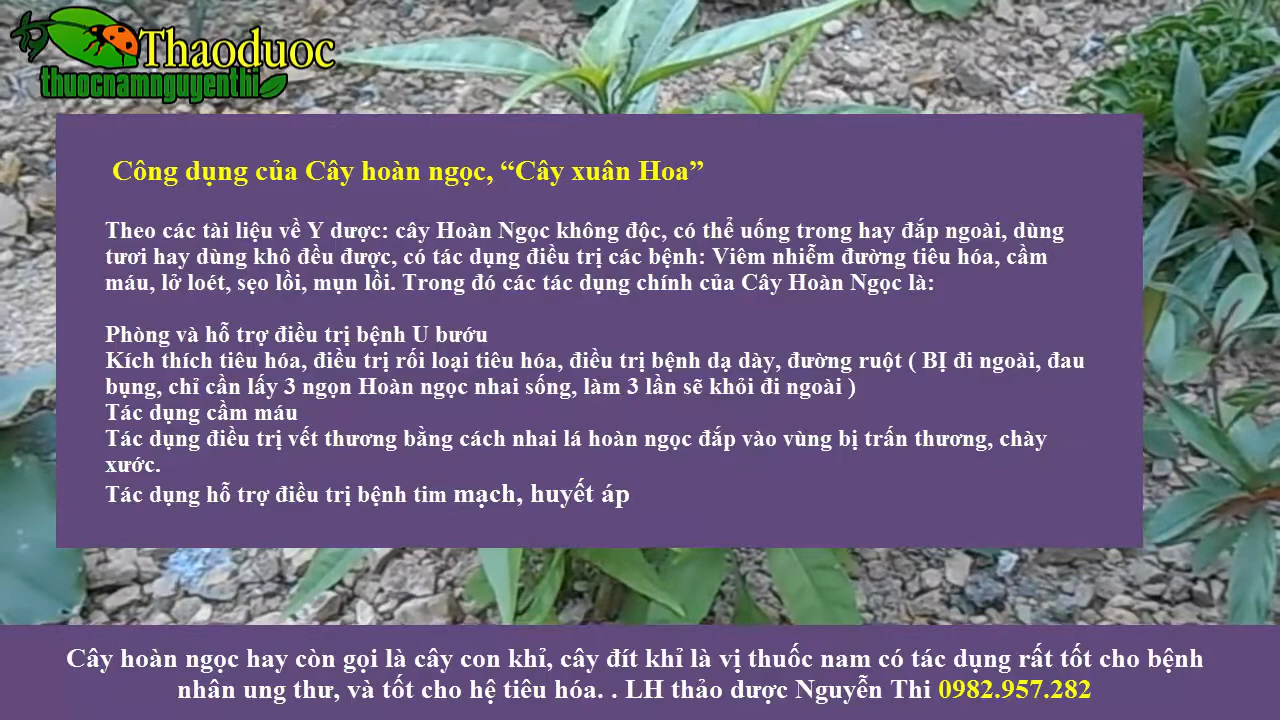 Thaoduoc
thuocnamnguyenthi
Công dụng của Cây hoàn ngọc, “Cây xuân Hoa”
Theo các tài liệu về Y dược: cây Hoàn Ngọc không độc, có thể uống trong hay đắp ngoài, dùng
tươi hay dùng khô đều được, có tác dụng điều trị các bệnh: Viêm nhiễm đường tiêu hóa, cầm
máu, lở loét, sẹo lồi, mụn lồi. Trong đó các tác dụng chính của Cây Hoàn Ngọc là:
Phòng và hỗ trợ điều trị bệnh U bướu
Kích thích tiêu hóa, điều trị rối loại tiêu hóa, điều trị bệnh dạ dày, đường ruột ( BỊ đi ngoài, đau
bụng, chỉ cần lấy 3 ngọn Hoàn ngọc nhai sống, làm 3 lần sẽ khỏi đi ngoài )
Tác dụng cầm máu
Tác dụng điều trị vết thương bằng cách nhai lá hoàn ngọc đắp vào vùng bị trấn thương, chày
xước.
Tác dụng hỗ trợ điều trị bệnh tim mạch, huyết áp
Cây hoàn ngọc hay còn gọi là cây con khỉ, cây đít khỉ là vị thuốc nam có tác dụng rất tốt cho bệnh
nhân ung thư, và tốt cho hệ tiêu hóa. . LH thảo dược Nguyễn Thi 0982.957.282